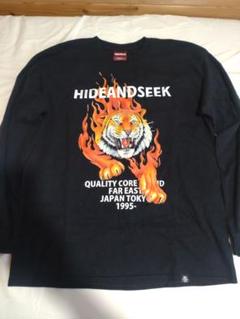 HIDEANDSEEK
QUALITY CORE
FAR EAST
JAPAN TOKY
1995-